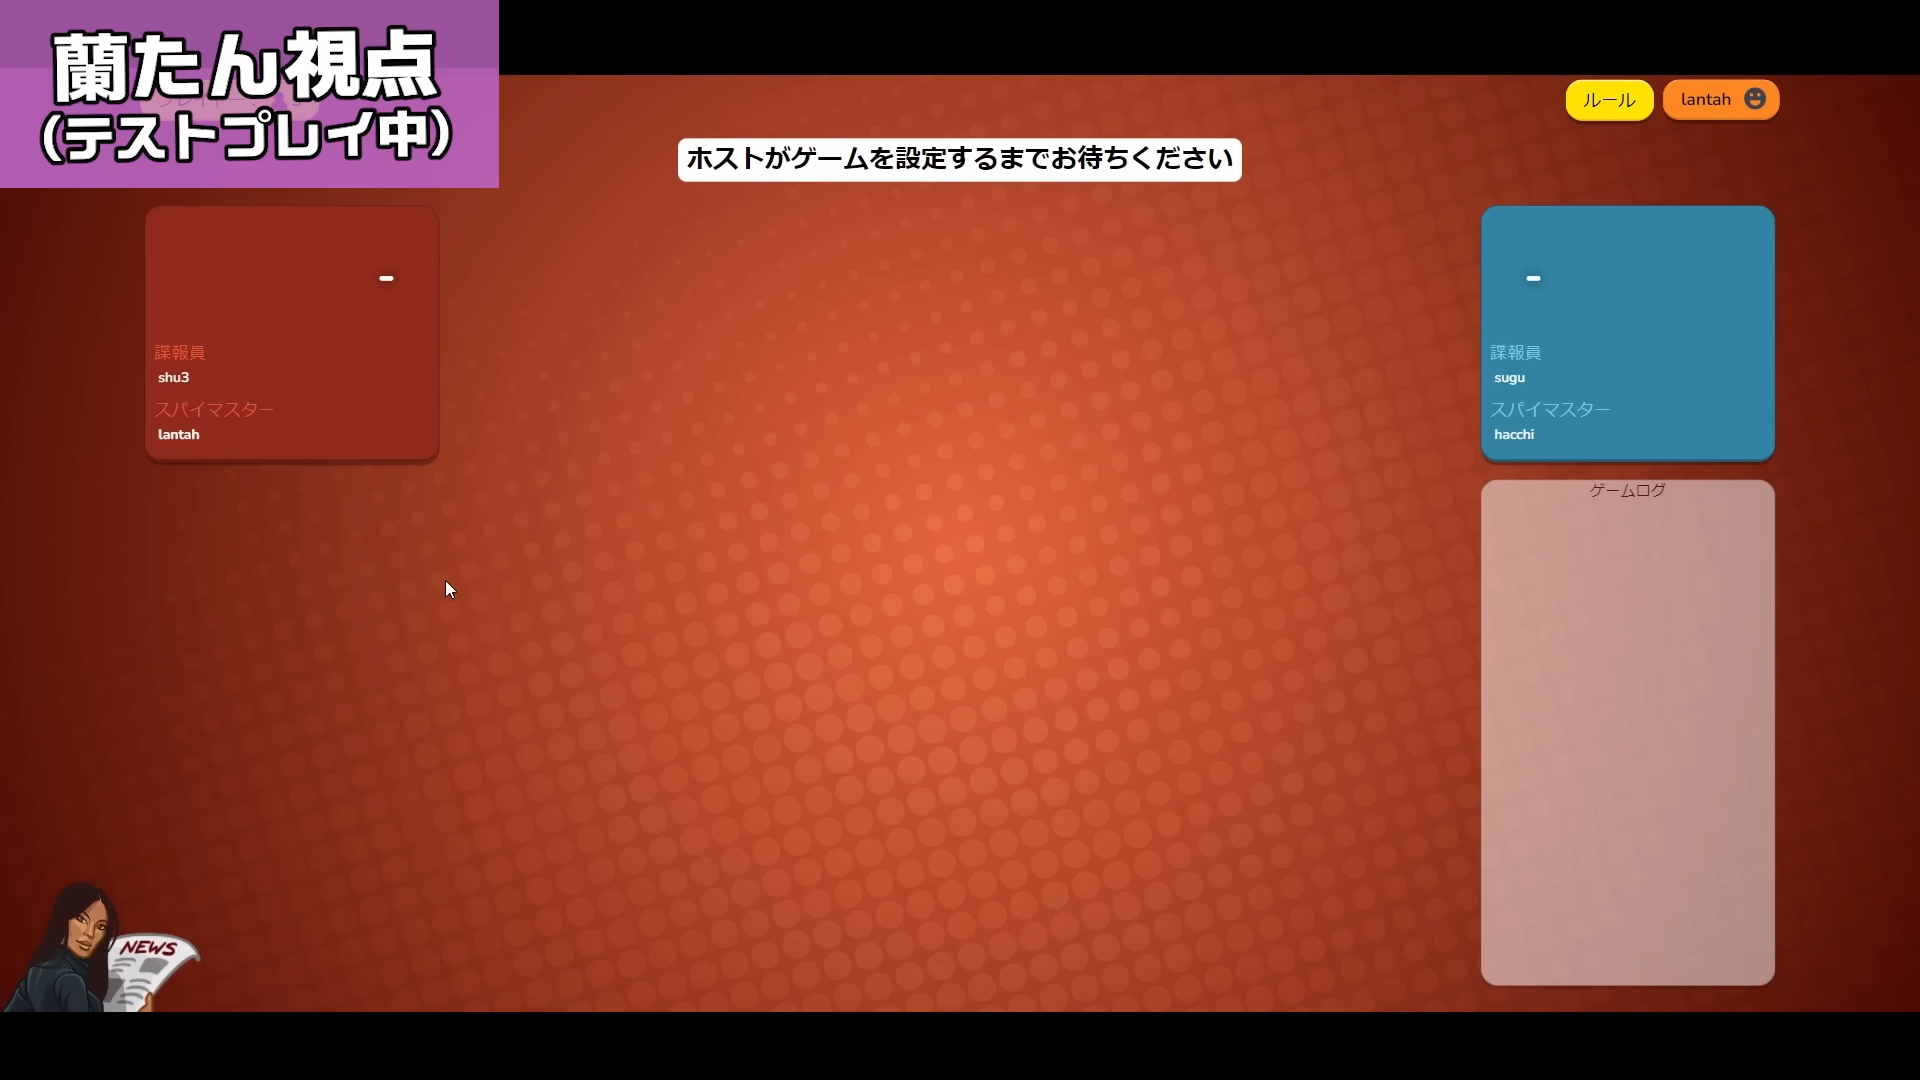 蘭たん視点
(テストプレイ中)
ルール
lantah
ホストがゲームを設定するまでお待ちください
-
諜報員
shu3
スパイマスター
lantah
-
諜報員
sugu
スパイマスター
hacchi
ゲームログ
NEWS